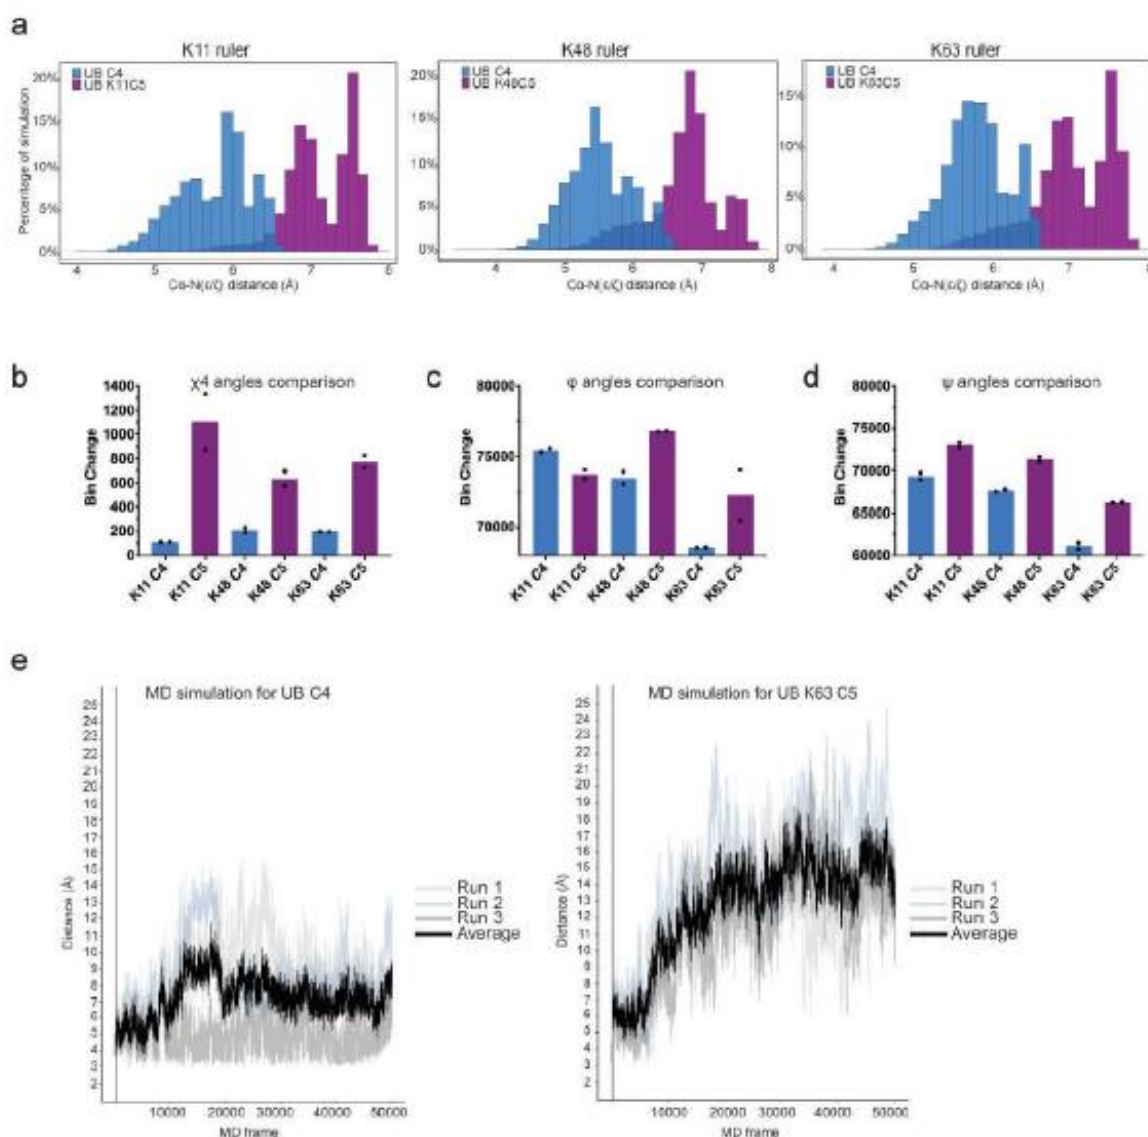 a
K11 ruler
UB C4
UB K11C5
Percentage of simulation
20%
15%
10%
5%
0%
4 5 6 7 8
Cα-N(ε/ζ) distance (Å)
K48 ruler
UB C4
UB K48C5
20%
15%
10%
5%
0%
4 5 6 7 8
Cα-N(ε/ζ) distance (Å)
K63 ruler
UB C4
UB K63C5
15%
10%
5%
0%
4 5 6 7 8
Cα-N(ε/ζ) distance (Å)
b
χ4 angles comparison
Bin Change
1400
1200
1000
800
600
400
200
0
K11 C4 K11 C5 K48 C4 K48 C5 K63 C4 K63 C5
c
φ angles comparison
Bin Change
80000
75000
70000
K11 C4 K11 C5 K48 C4 K48 C5 K63 C4 K63 C5
d
ψ angles comparison
Bin Change
80000
75000
70000
65000
60000
K11 C4 K11 C5 K48 C4 K48 C5 K63 C4 K63 C5
e
MD simulation for UB C4
Distance (Å)
25
24
23
22
21
20
19
18
17
16
15
14
13
12
11
10
9
8
7
6
5
4
3
2
10000 20000 30000 40000 50000
MD frame
Run 1
Run 2
Run 3
Average
MD simulation for UB K63 C5
Distance (Å)
25
24
23
22
21
20
19
18
17
16
15
14
13
12
11
10
9
8
7
6
5
4
3
2
10000 20000 30000 40000 50000
MD frame
Run 1
Run 2
Run 3
Average